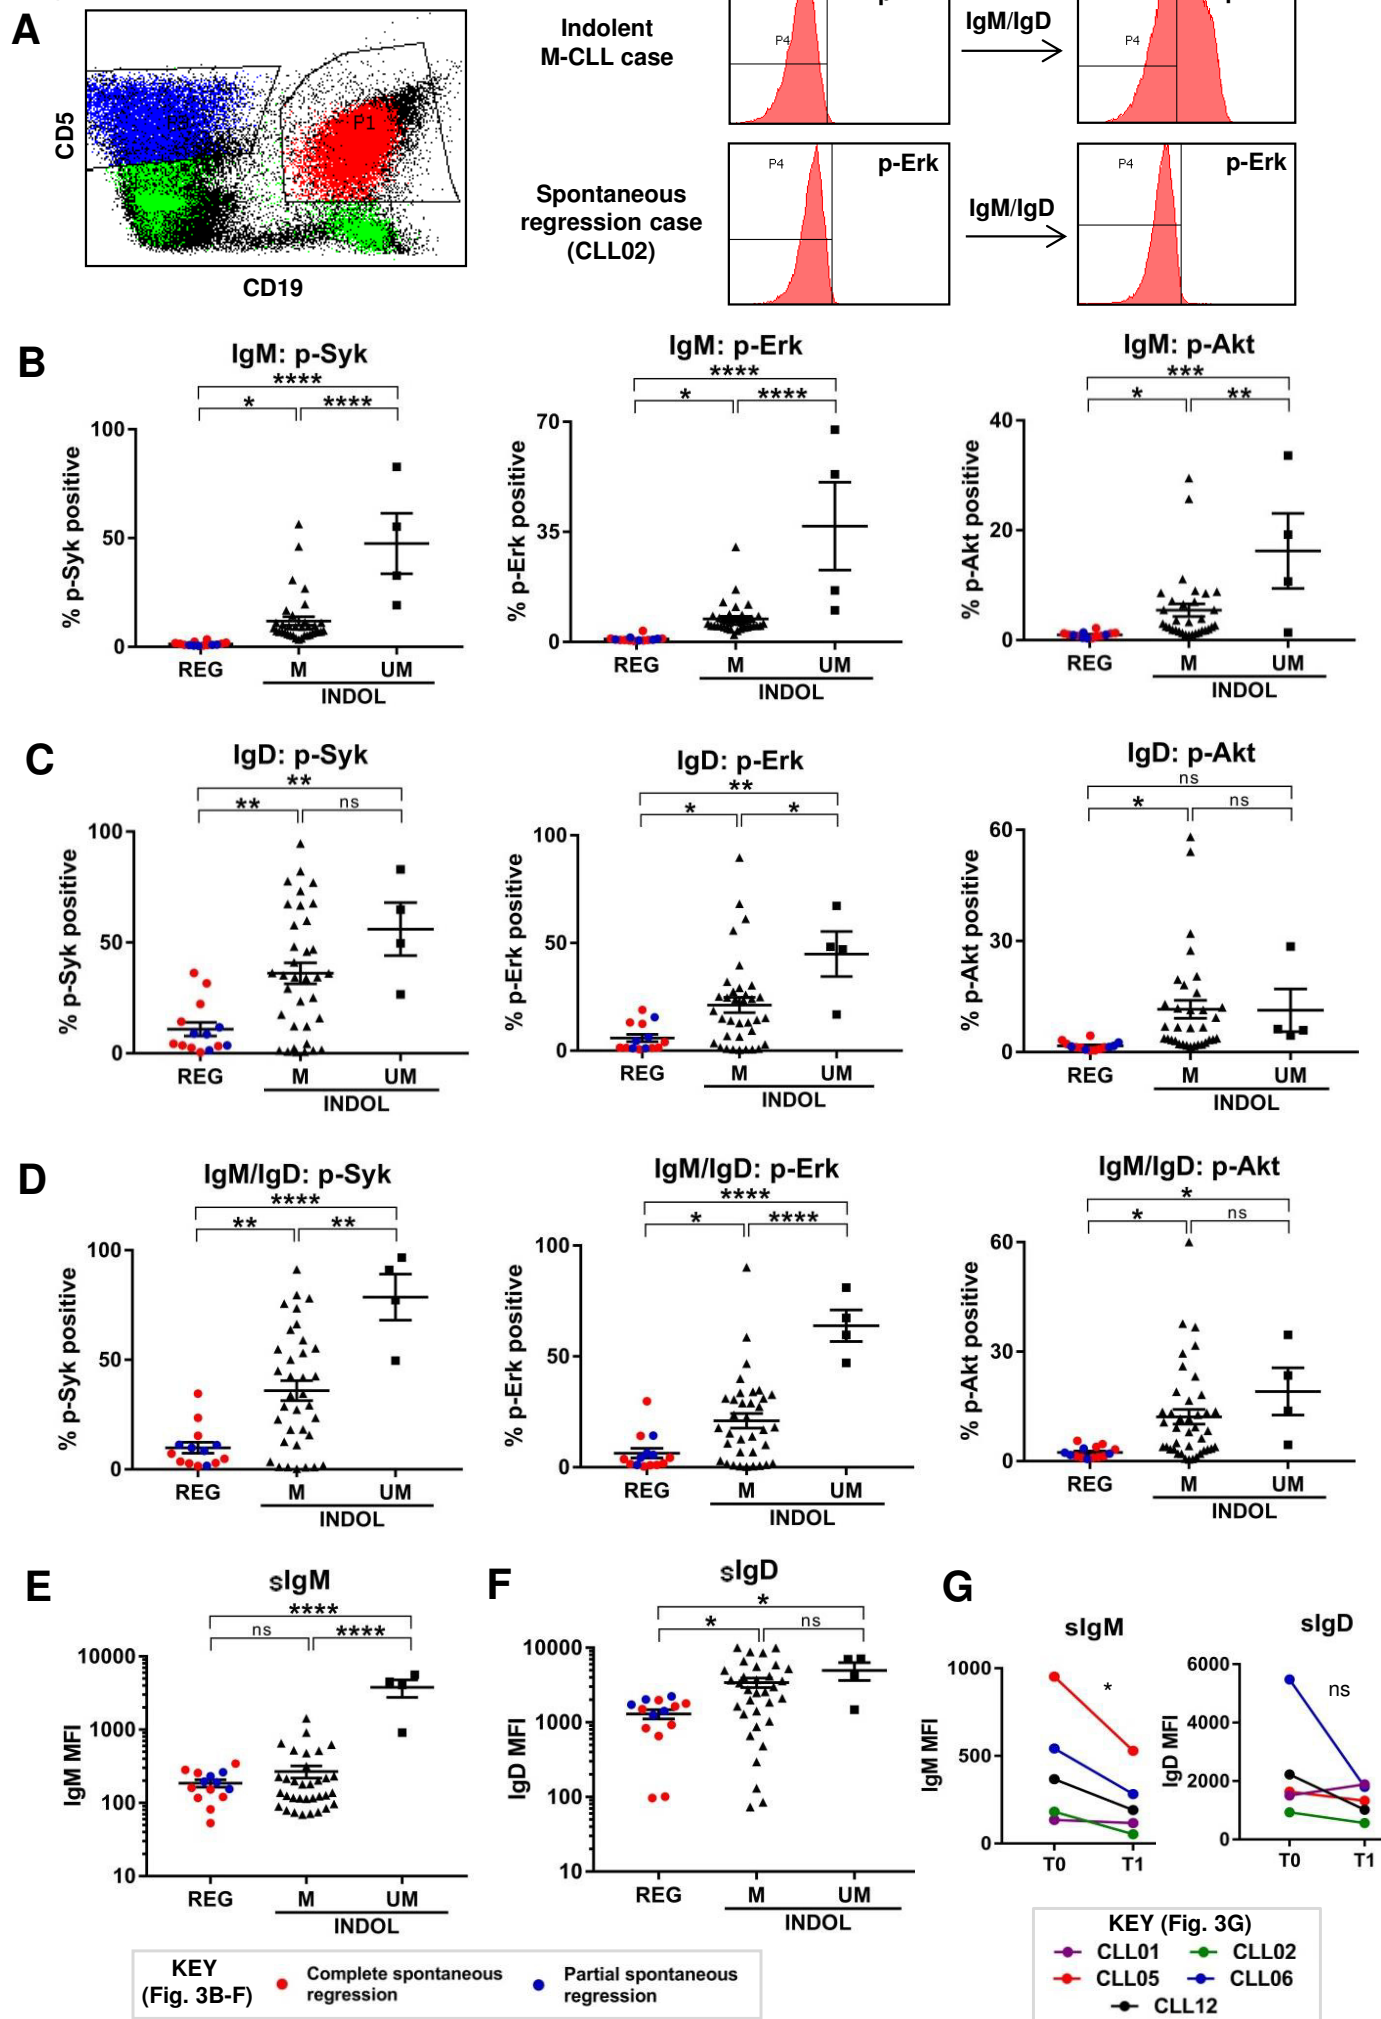 A
CD5
P3
P1
CD19
Indolent
M-CLL case
P4
IgM/IgD
P4
Spontaneous
regression case
(CLL02)
P4
p-Erk
IgM/IgD
P4
p-Erk
B
IgM: p-Syk
****
* ****
% p-Syk positive
100
50
0
REG M UM
INDOL
IgM: p-Erk
****
* ****
% p-Erk positive
70
35
0
REG M UM
INDOL
IgM: p-Akt
***
* **
% p-Akt positive
40
20
0
REG M UM
INDOL
C
IgD: p-Syk
**
** ns
% p-Syk positive
100
50
0
REG M UM
INDOL
IgD: p-Erk
**
* *
% p-Erk positive
100
50
0
REG M UM
INDOL
IgD: p-Akt
ns
* ns
% p-Akt positive
60
30
0
REG M UM
INDOL
D
IgM/IgD: p-Syk
****
** **
% p-Syk positive
100
50
0
REG M UM
INDOL
IgM/IgD: p-Erk
****
* ****
% p-Erk positive
100
50
0
REG M UM
INDOL
IgM/IgD: p-Akt
*
* ns
% p-Akt positive
60
30
0
REG M UM
INDOL
E
sIgM
****
ns ****
IgM MFI
10000
1000
100
10
REG M UM
INDOL
F
sIgD
*
* ns
IgD MFI
10000
1000
100
10
REG M UM
INDOL
G
sIgM
*
IgM MFI
1000
500
0
T0 T1
sIgD
ns
IgD MFI
6000
4000
2000
0
T0 T1
KEY
(Fig. 3B-F)
Complete spontaneous
regression
Partial spontaneous
regression
KEY (Fig. 3G)
CLL01 CLL02
CLL05 CLL06
CLL12